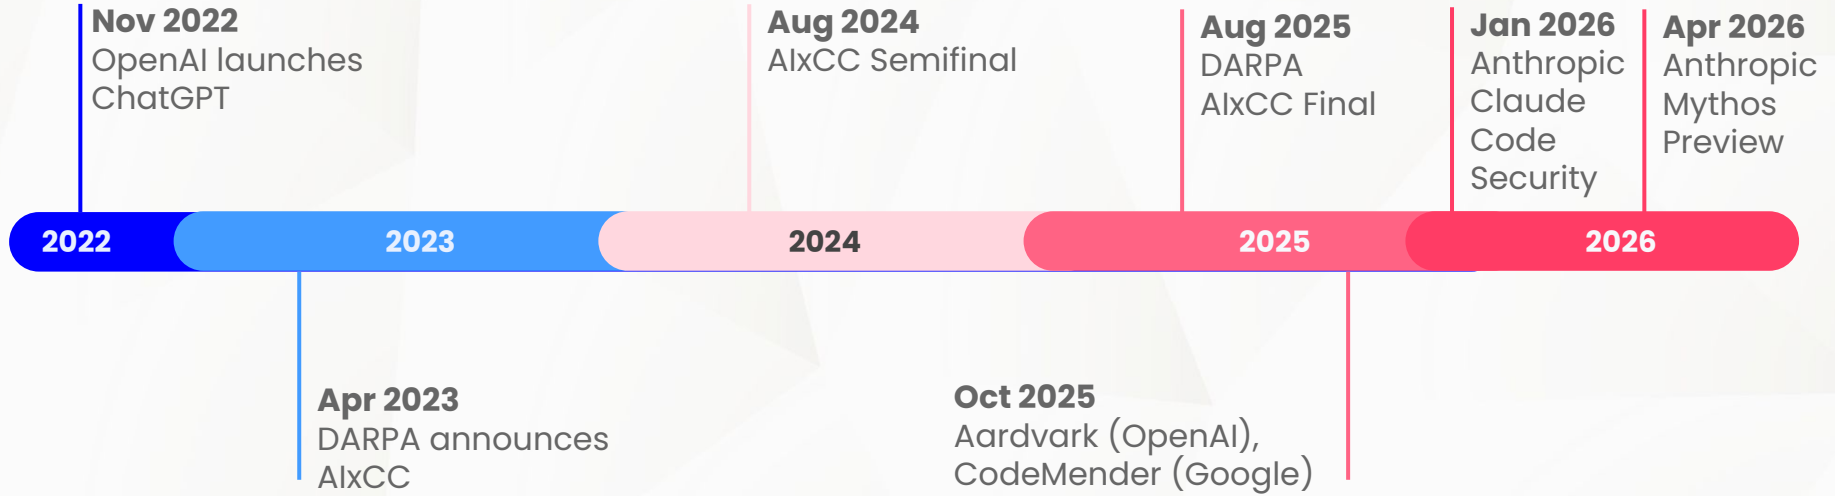 Nov 2022
OpenAI launches
ChatGPT
Aug 2024
AIxCC Semifinal
Aug 2025
DARPA
AIxCC Final
Jan 2026
Anthropic
Claude
Code
Security
Apr 2026
Anthropic
Mythos
Preview
2022
2023
2024
2025
2026
Apr 2023
DARPA announces
AIxCC
Oct 2025
Aardvark (OpenAI),
CodeMender (Google)